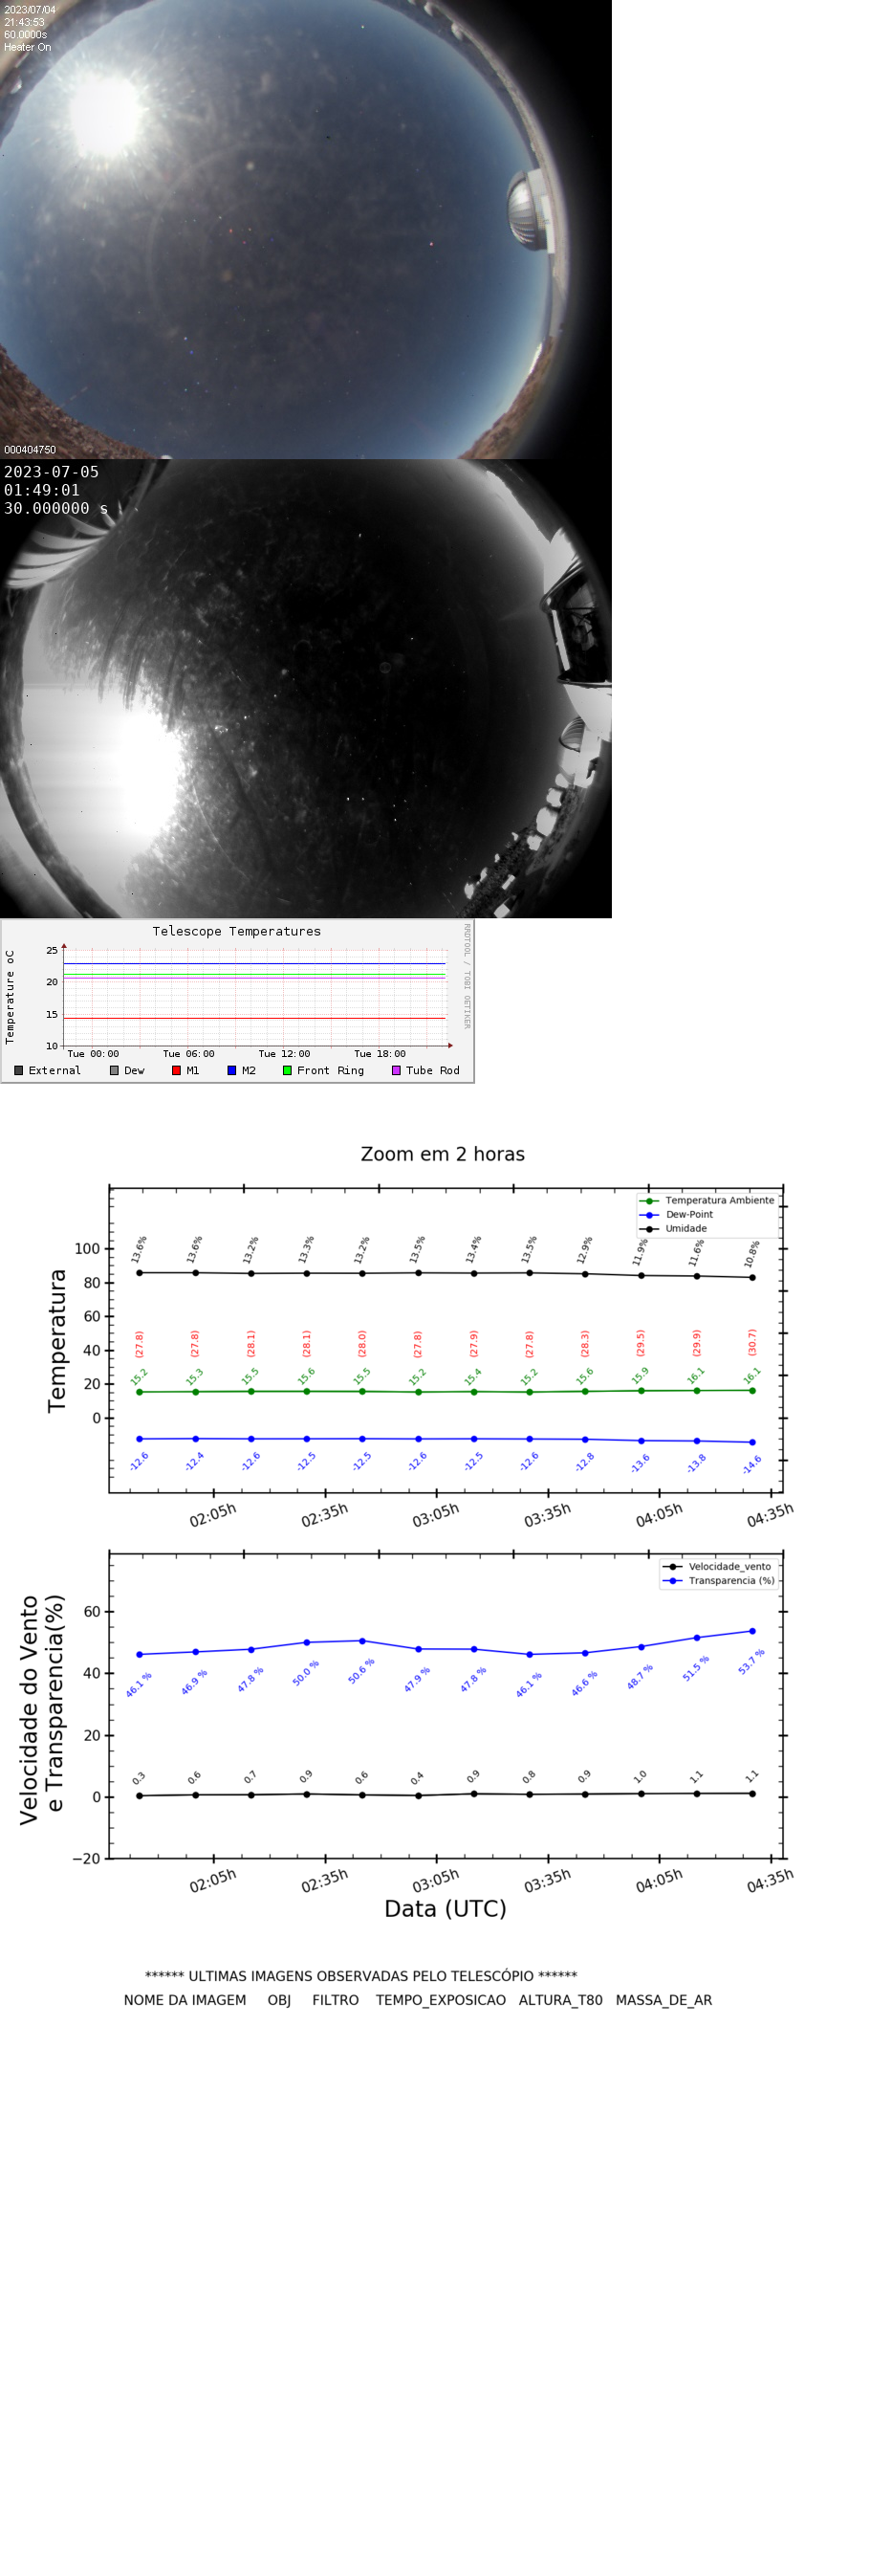 2023/07/04
21:43:53
60.0000s
Heater On
000404750
2023-07-05
01:49:01
30.000000 s
Telescope Temperatures
RRDTOOL / TOBI OETIKER
Temperature oC
25
20
15
10
Tue 00:00 Tue 06:00 Tue 12:00 Tue 18:00
External Dew M1 M2 Front Ring Tube Rod
Zoom em 2 horas
Temperatura
Temperatura Ambiente
Dew-Point
Umidade
100
80
60
40
20
0
13.6% 13.6% 13.2% 13.3% 13.2% 13.5% 13.4% 13.5% 12.9% 11.9% 11.6% 10.8%
(27.8) (27.8) (28.1) (28.1) (28.0) (27.8) (27.9) (27.8) (28.3) (29.5) (29.9) (30.7)
15.2 15.3 15.5 15.6 15.5 15.2 15.4 15.2 15.6 15.9 16.1 16.1
-12.6 -12.4 -12.6 -12.5 -12.5 -12.6 -12.5 -12.6 -12.8 -13.6 -13.8 -14.6
02:05h 02:35h 03:05h 03:35h 04:05h 04:35h
Velocidade do Vento
e Transparencia(%)
Velocidade_vento
Transparencia (%)
60
40
20
0
−20
46.1 % 46.9 % 47.8 % 50.0 % 50.6 % 47.9 % 47.8 % 46.1 % 46.6 % 48.7 % 51.5 % 53.7 %
0.3 0.6 0.7 0.9 0.6 0.4 0.9 0.8 0.9 1.0 1.1 1.1
02:05h 02:35h 03:05h 03:35h 04:05h 04:35h
Data (UTC)
****** ULTIMAS IMAGENS OBSERVADAS PELO TELESCÓPIO ******
NOME DA IMAGEM OBJ FILTRO TEMPO_EXPOSICAO ALTURA_T80 MASSA_DE_AR